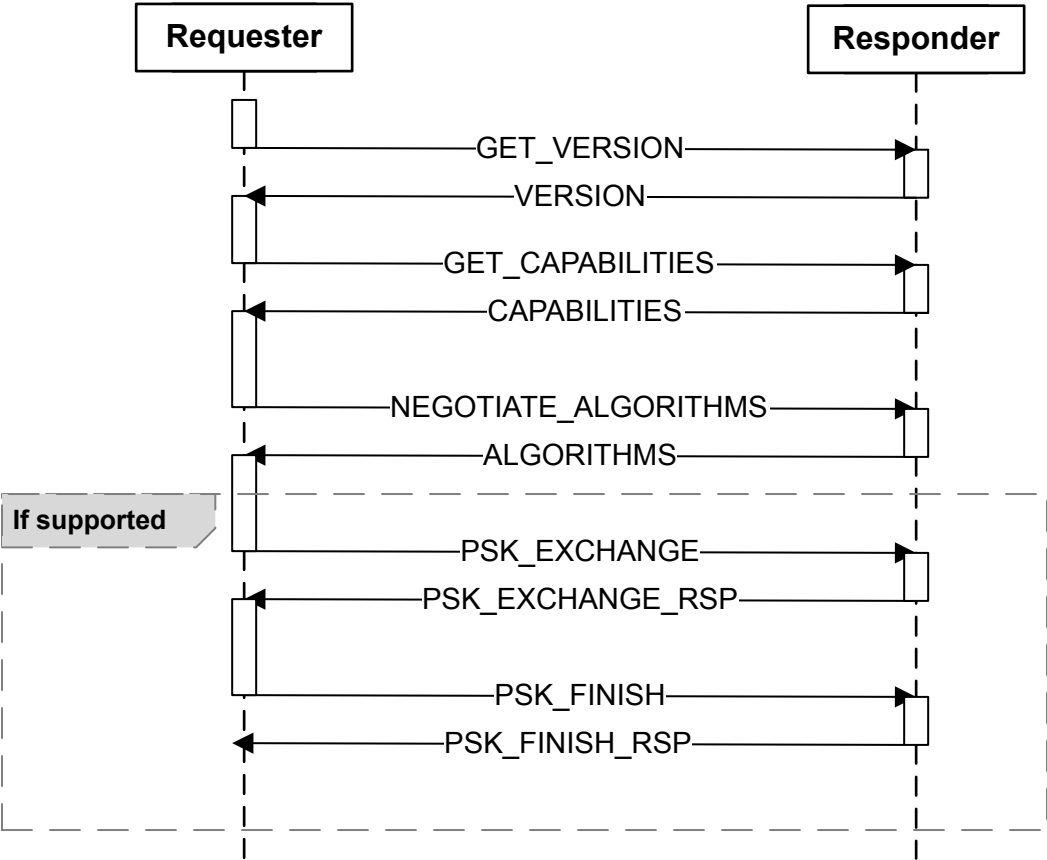 Requester
Responder
GET_VERSION
VERSION
GET_CAPABILITIES
CAPABILITIES
NEGOTIATE_ALGORITHMS
ALGORITHMS
If supported
PSK_EXCHANGE
PSK_EXCHANGE_RSP
PSK_FINISH
PSK_FINISH_RSP